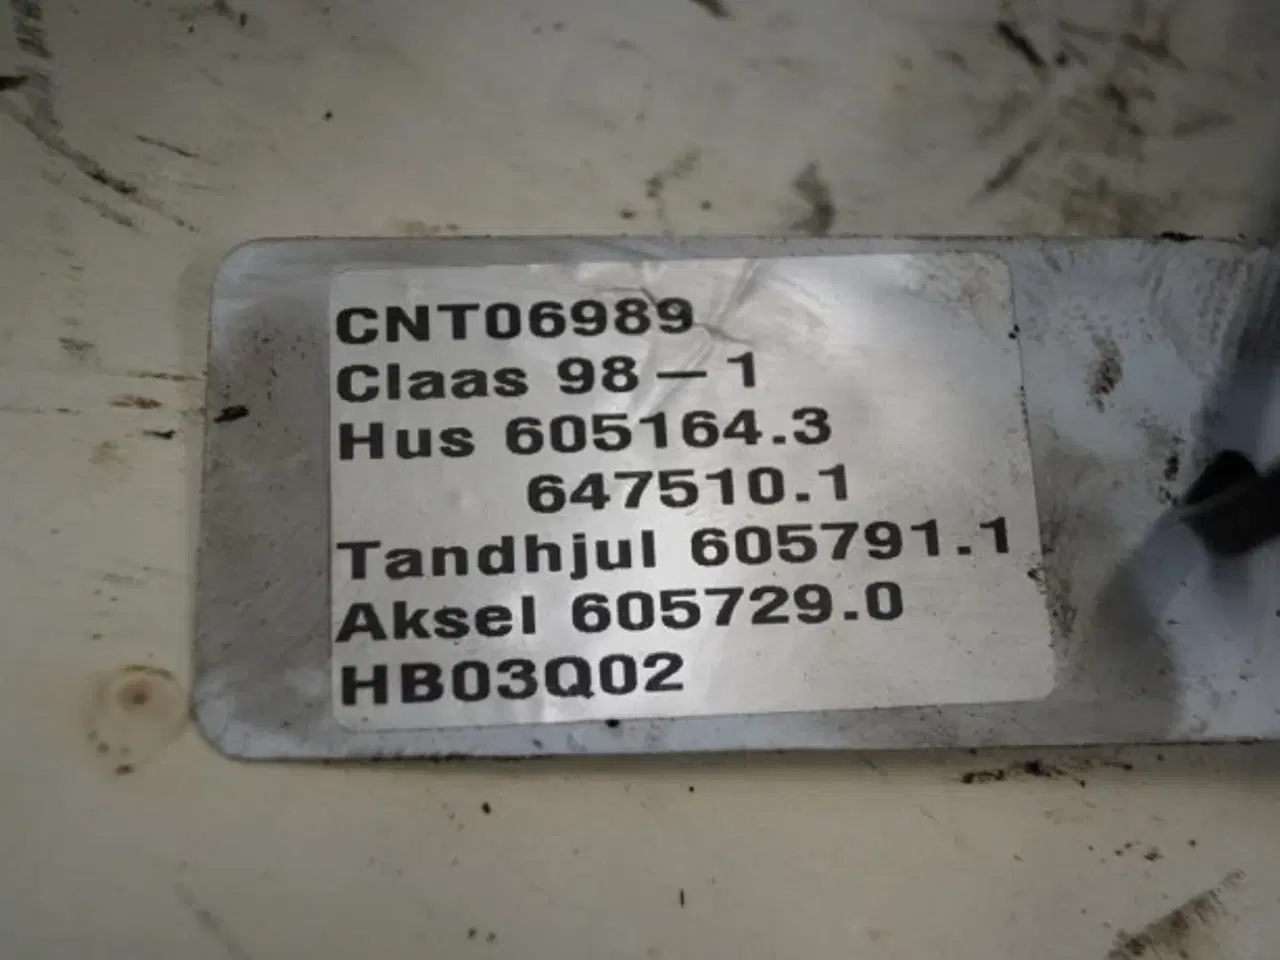 CNT06989
Claas 98 – 1
Hus 605164.3
647510.1
Tandhjul 605791.1
Aksel 605729.0
HB03Q02